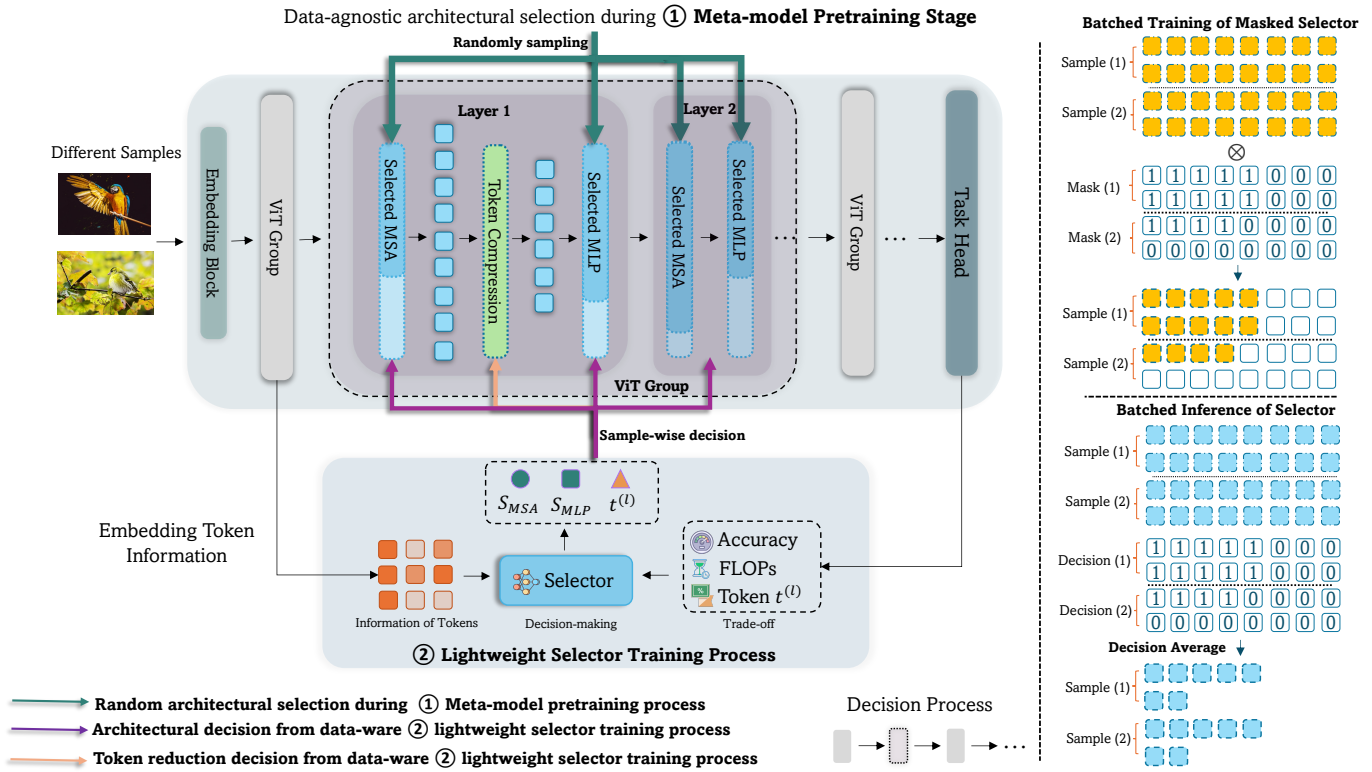 Data-agnostic architectural selection during ① Meta-model Pretraining Stage
Randomly sampling
Layer 1
Layer 2
Different Samples
Embedding Block
ViT Group
Selected MSA
Token Compression
Selected MLP
Selected MSA
Selected MLP
...
ViT Group
...
Task Head
ViT Group
Sample-wise decision
S_MSA S_MLP t^(l)
Embedding Token
Information
Selector
Accuracy
FLOPs
Token t^(l)
Information of Tokens
Decision-making
Trade-off
② Lightweight Selector Training Process
Random architectural selection during ① Meta-model pretraining process
Architectural decision from data-ware ② lightweight selector training process
Token reduction decision from data-ware ② lightweight selector training process
Decision Process
...
Batched Training of Masked Selector
Sample (1)
Sample (2)
⊗
Mask (1)
1 1 1 1 1 0 0 0
1 1 1 1 1 0 0 0
Mask (2)
1 1 1 1 0 0 0 0
0 0 0 0 0 0 0 0
Sample (1)
Sample (2)
Batched Inference of Selector
Sample (1)
Sample (2)
Decision (1)
1 1 1 1 1 0 0 0
1 1 1 1 1 0 0 0
Decision (2)
1 1 1 1 0 0 0 0
0 0 0 0 0 0 0 0
Decision Average
Sample (1)
Sample (2)